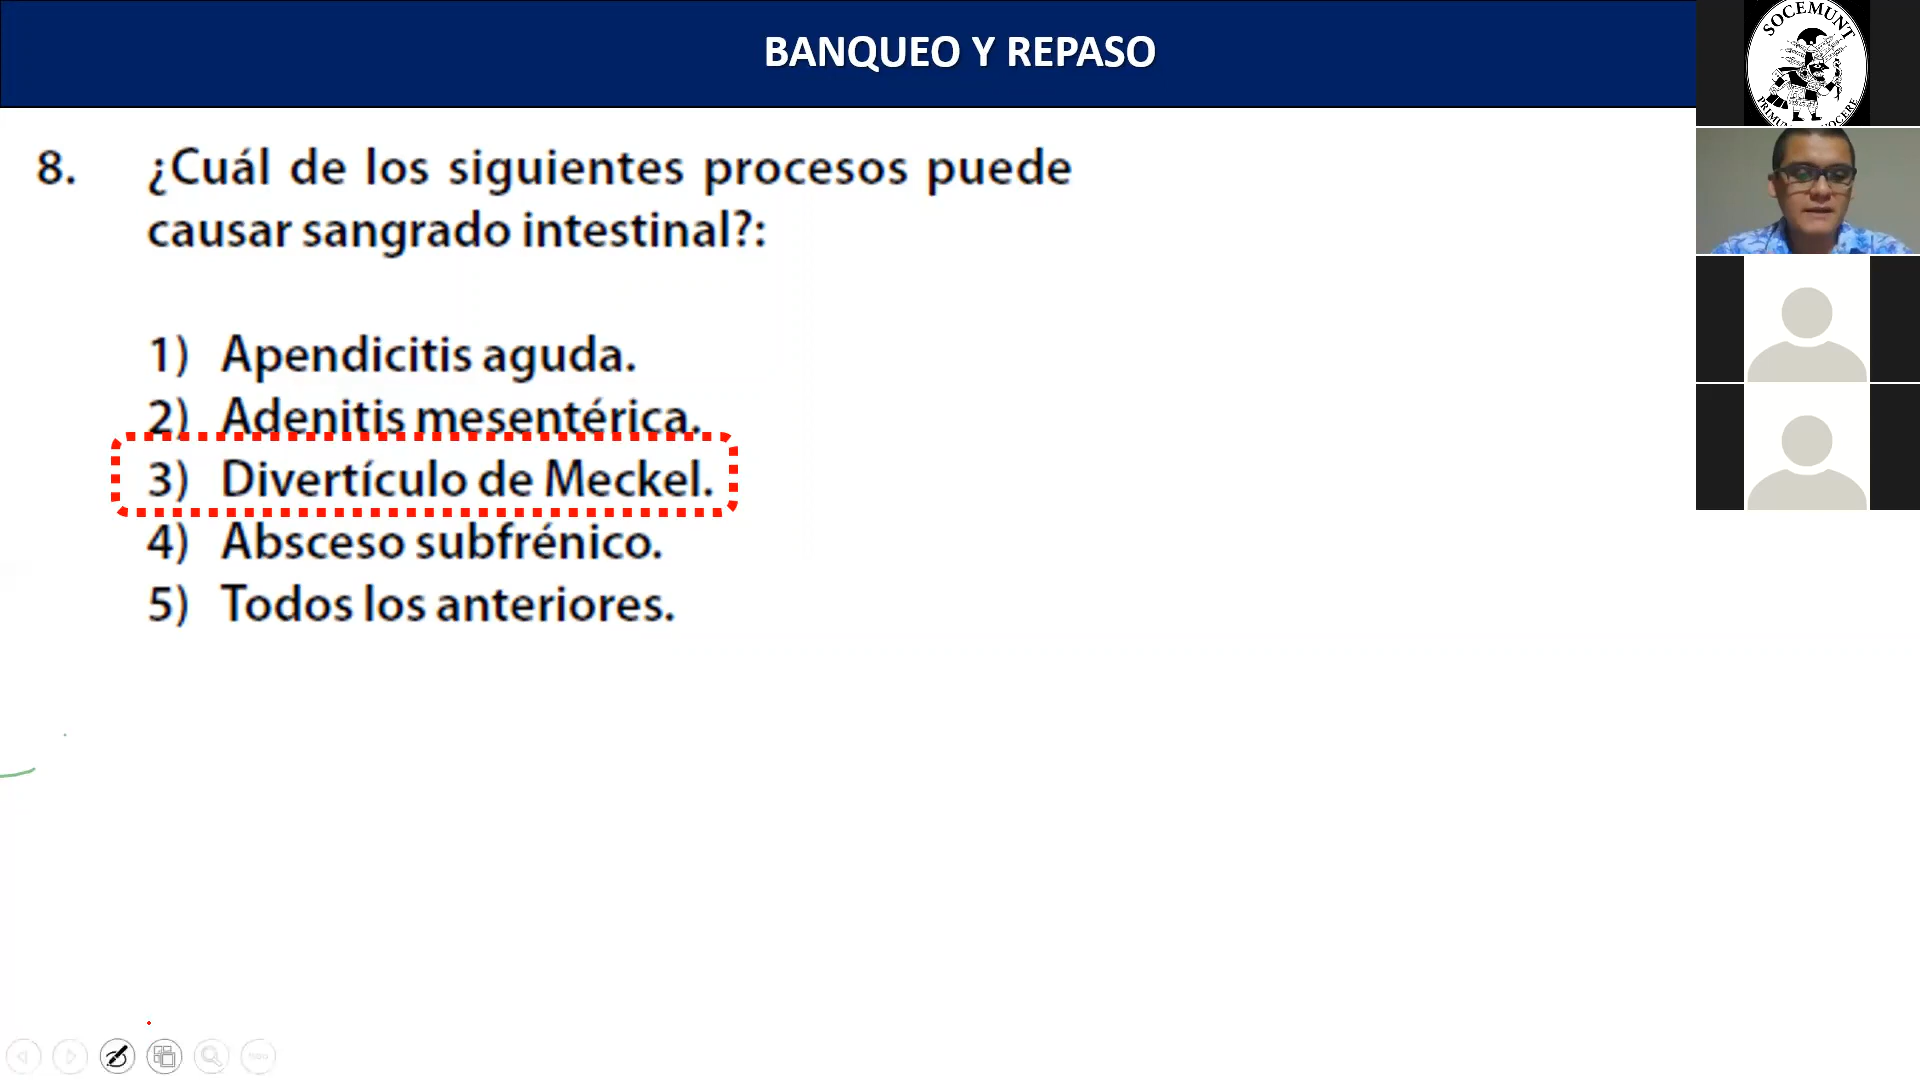 BANQUEO Y REPASO
8. ¿Cuál de los siguientes procesos puede
causar sangrado intestinal?:
1) Apendicitis aguda.
2) Adenitis mesentérica.
3) Divertículo de Meckel.
4) Absceso subfrénico.
5) Todos los anteriores.
SOCEMUNT